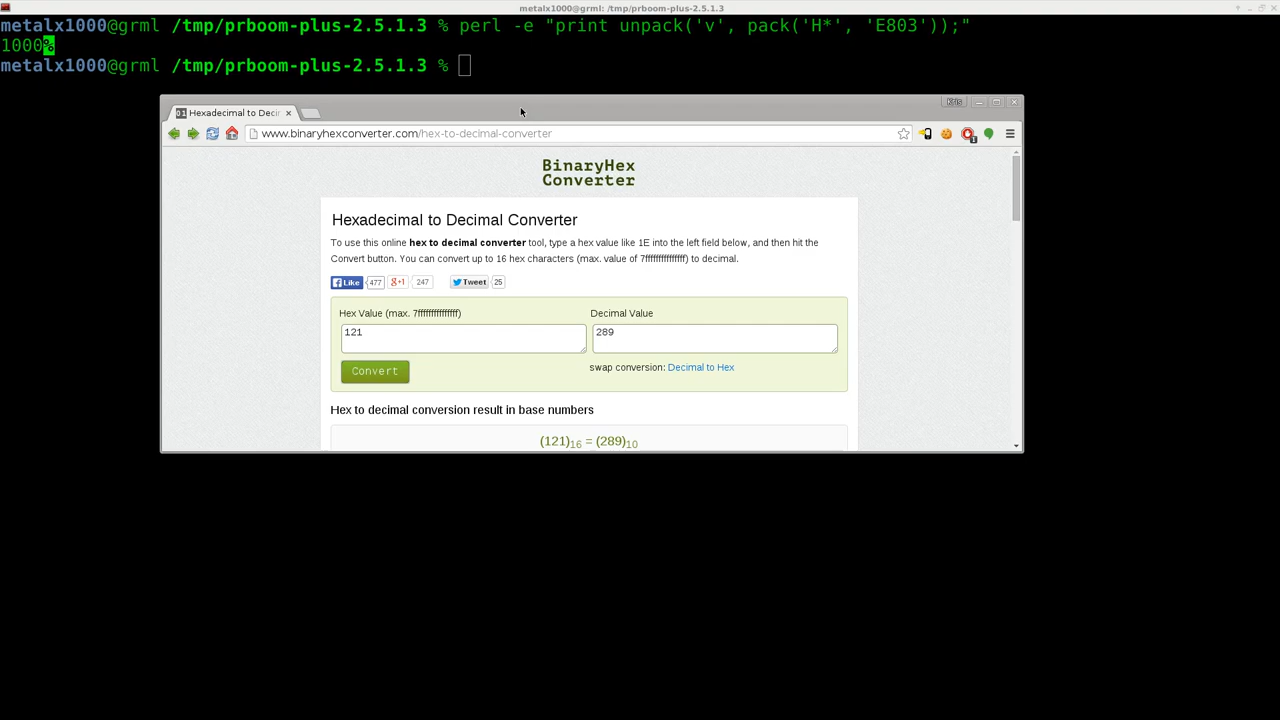 metalx1000@grml: /tmp/prboom-plus-2.5.1.3
metalx1000@grml /tmp/prboom-plus-2.5.1.3 % perl -e "print unpack('v', pack('H*', 'E803'));"
1000%
metalx1000@grml /tmp/prboom-plus-2.5.1.3 %
Hexadecimal to Deci
Kris
www.binaryhexconverter.com/hex-to-decimal-converter
BinaryHex
Converter
Hexadecimal to Decimal Converter
To use this online hex to decimal converter tool, type a hex value like 1E into the left field below, and then hit the
Convert button. You can convert up to 16 hex characters (max. value of 7fffffffffffffff) to decimal.
Like 477 g+1 247 Tweet 25
Hex Value (max. 7fffffffffffffff) Decimal Value
121 289
Convert swap conversion: Decimal to Hex
Hex to decimal conversion result in base numbers
(121)16 = (289)10